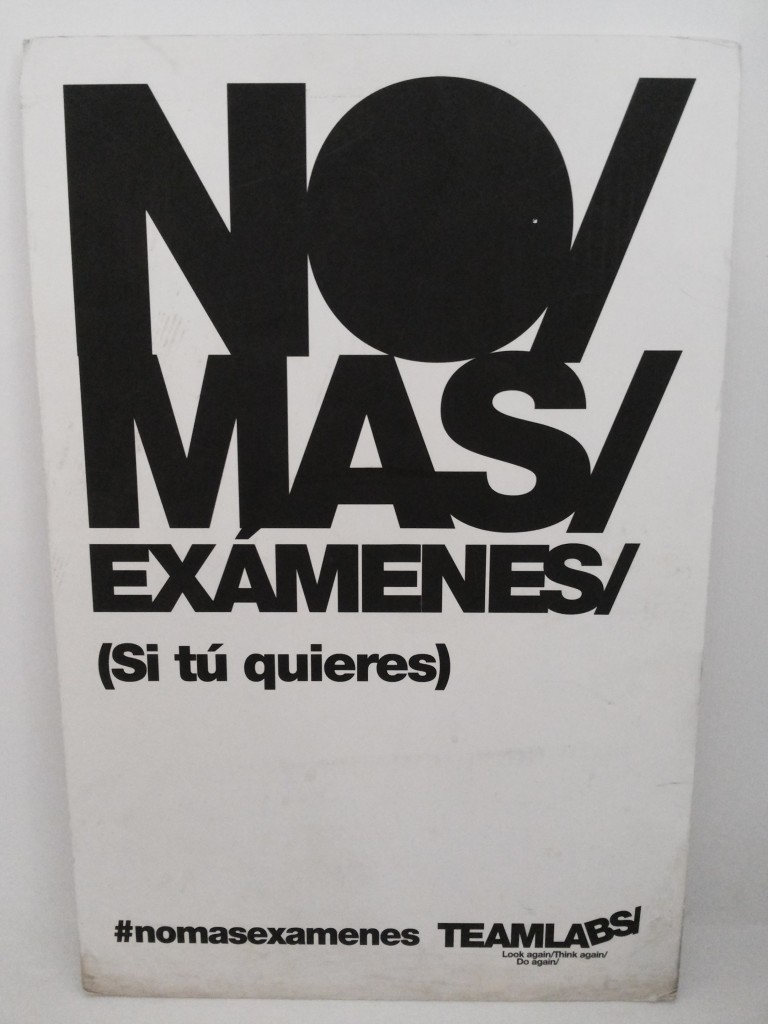 NO/
MAS/
EXÁMENES/
(Si tú quieres)
#nomasexamenes TEAMLABS/
Look again/Think again/
Do again/